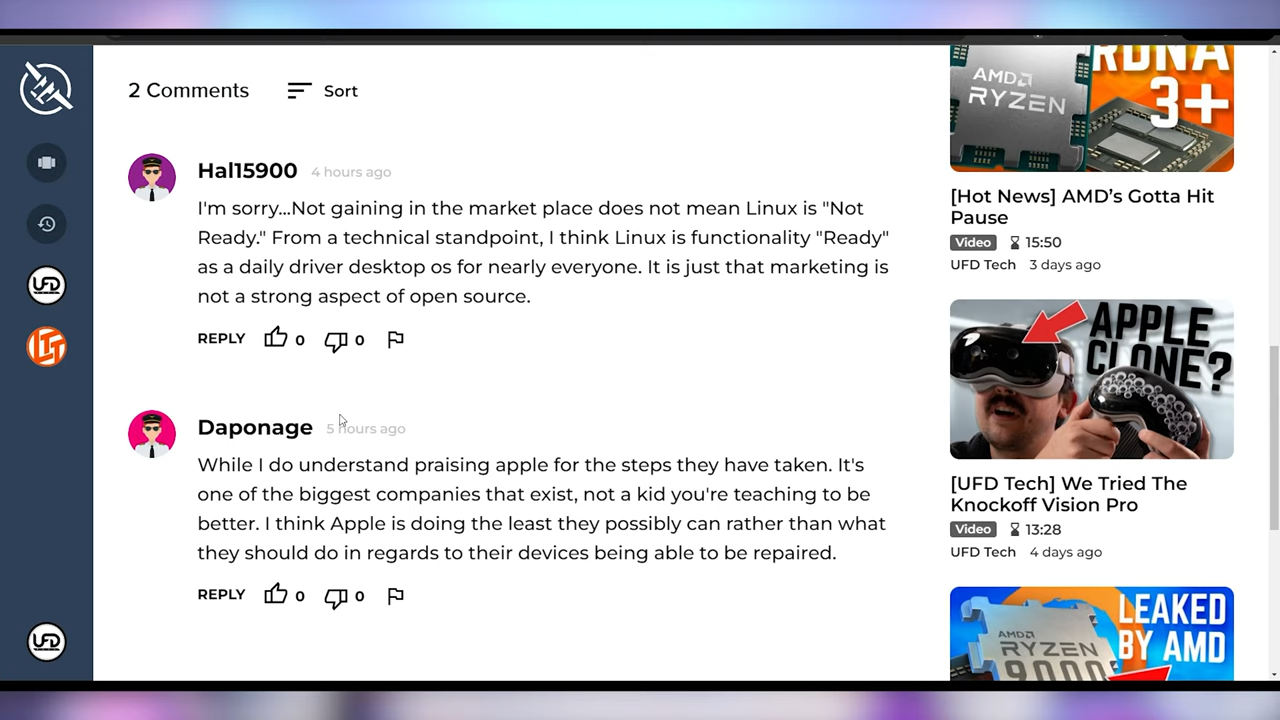 2 Comments
Sort
Hal15900 4 hours ago
I'm sorry...Not gaining in the market place does not mean Linux is "Not
Ready." From a technical standpoint, I think Linux is functionality "Ready"
as a daily driver desktop os for nearly everyone. It is just that marketing is
not a strong aspect of open source.
REPLY 0 0
Daponage 5 hours ago
While I do understand praising apple for the steps they have taken. It's
one of the biggest companies that exist, not a kid you're teaching to be
better. I think Apple is doing the least they possibly can rather than what
they should do in regards to their devices being able to be repaired.
REPLY 0 0
UFD
LTT
UFD
AMD
RYZEN
RDNA
3+
[Hot News] AMD's Gotta Hit
Pause
Video 15:50
UFD Tech 3 days ago
APPLE
CLONE?
[UFD Tech] We Tried The
Knockoff Vision Pro
Video 13:28
UFD Tech 4 days ago
AMD
RYZEN
9000
LEAKED
BY AMD